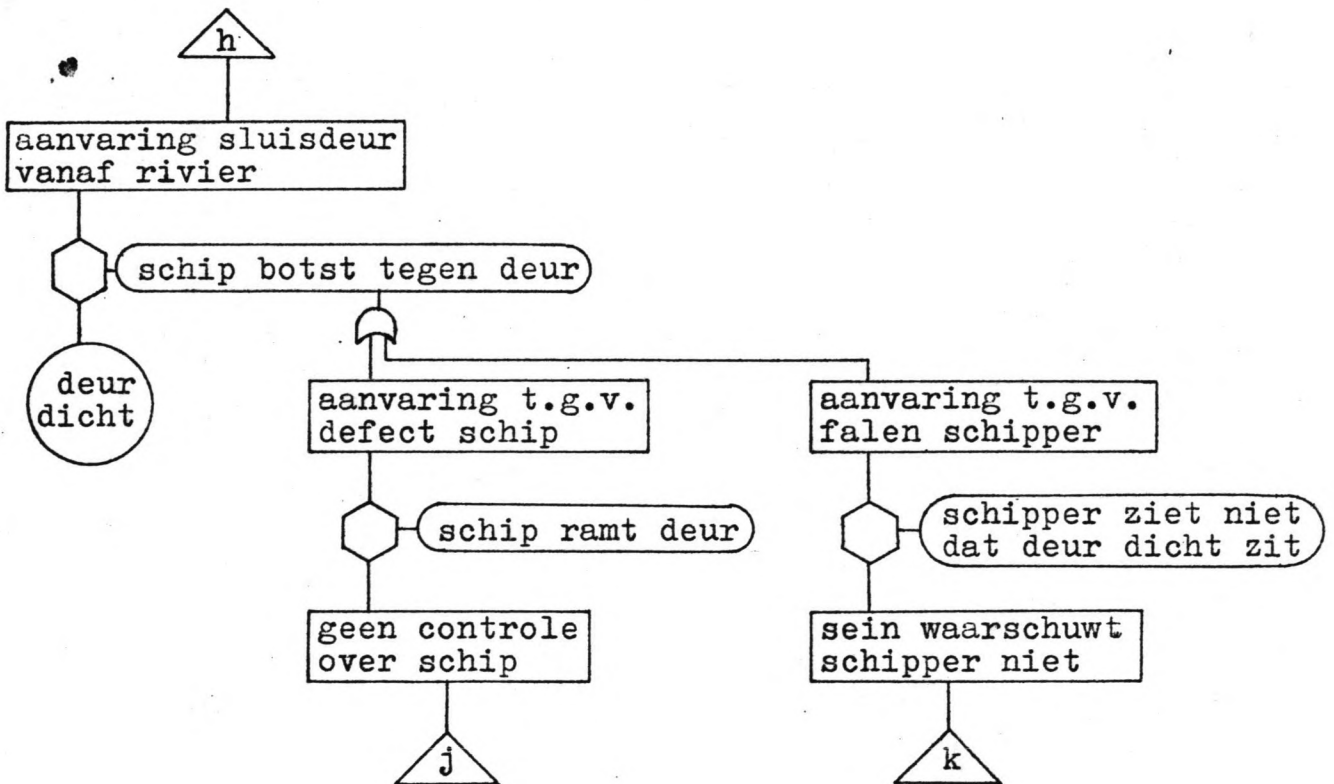 h
aanvaring sluisdeur
vanaf rivier
schip botst tegen deur
deur
dicht
aanvaring t.g.v.
defect schip
aanvaring t.g.v.
falen schipper
schip ramt deur
schipper ziet niet
dat deur dicht zit
geen controle
over schip
sein waarschuwt
schipper niet
j
k